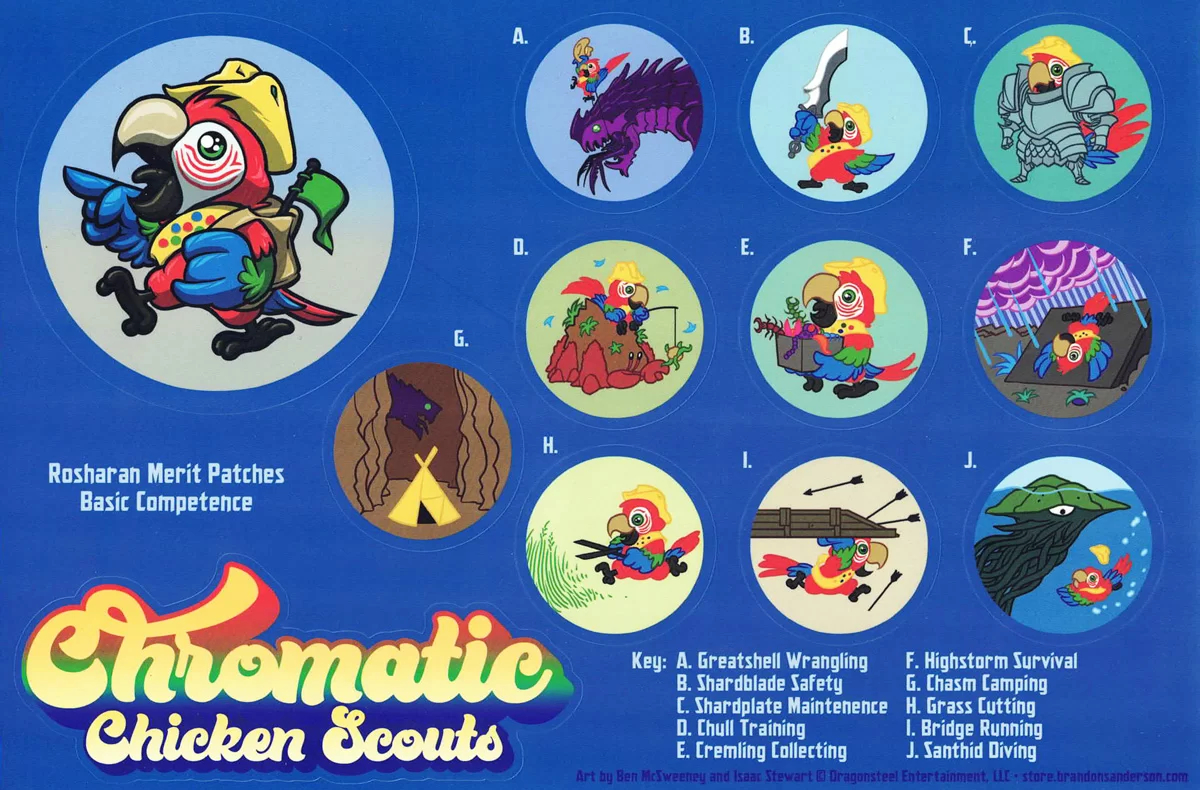 A.
B.
C.
D.
E.
F.
G.
H.
I.
J.
Rosharan Merit Patches
Basic Competence
Chromatic
Chicken Scouts
Key: A. Greatshell Wrangling
B. Shardblade Safety
C. Shardplate Maintenence
D. Chull Training
E. Cremling Collecting
F. Highstorm Survival
G. Chasm Camping
H. Grass Cutting
I. Bridge Running
J. Santhid Diving
Art by Ben McSweeney and Isaac Stewart © Dragonsteel Entertainment, LLC • store.brandonsanderson.com